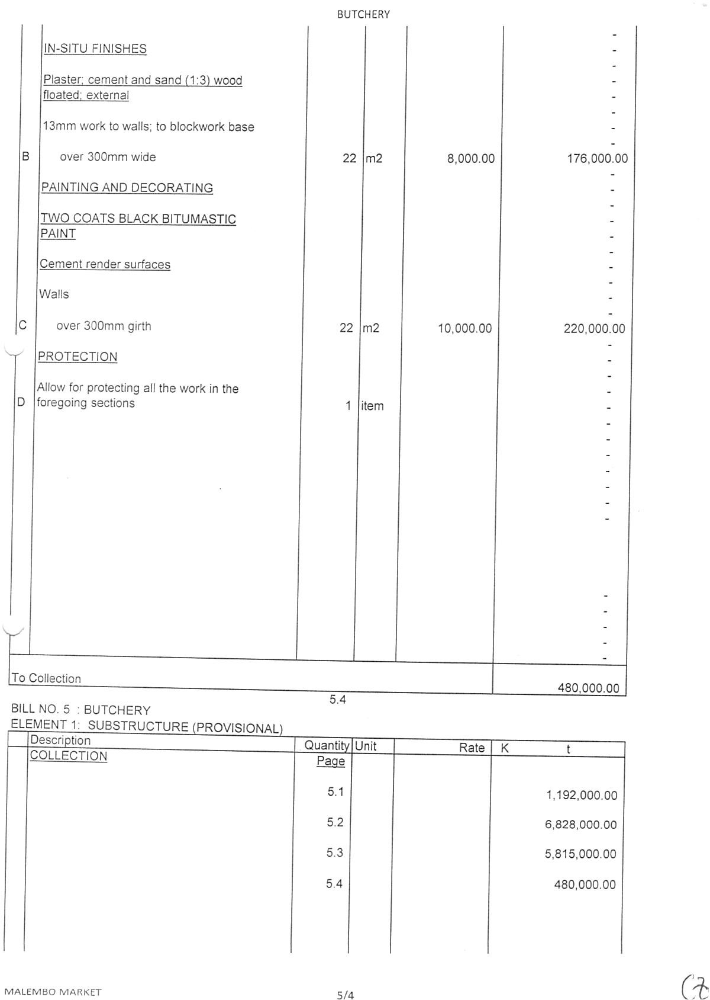 BUTCHERY
-
IN-SITU FINISHES -
-
Plaster; cement and sand (1:3) wood -
floated; external -
-
13mm work to walls; to blockwork base -
-
B over 300mm wide 22 m2 8,000.00 176,000.00
-
PAINTING AND DECORATING -
-
TWO COATS BLACK BITUMASTIC -
PAINT -
-
Cement render surfaces -
-
Walls -
-
C over 300mm girth 22 m2 10,000.00 220,000.00
-
PROTECTION -
-
Allow for protecting all the work in the -
D foregoing sections 1 item -
-
-
-
-
-
-
-
-
-
-
-
-
To Collection 480,000.00
5.4
BILL NO. 5 : BUTCHERY
ELEMENT 1: SUBSTRUCTURE (PROVISIONAL)
Description Quantity Unit Rate K t
COLLECTION Page
5.1 1,192,000.00
5.2 6,828,000.00
5.3 5,815,000.00
5.4 480,000.00
MALEMBO MARKET 5/4